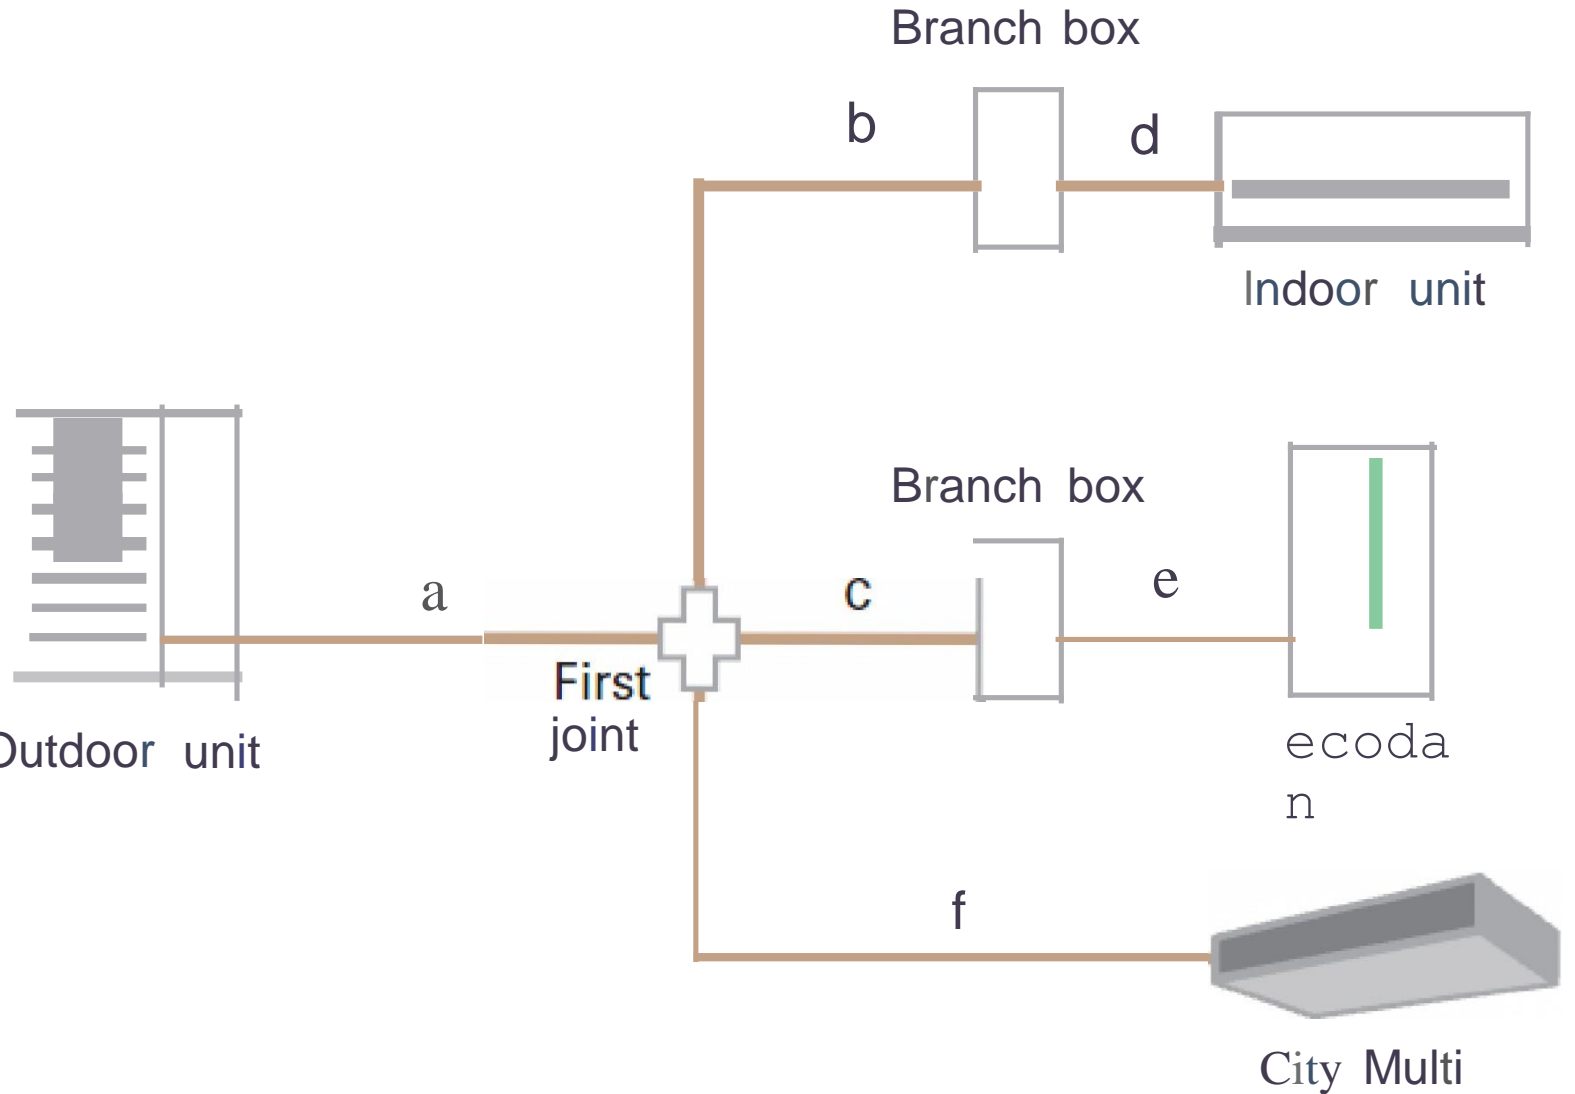 Branch box
b
d
Indoor unit
Branch box
a
c
e
First
joint
Outdoor unit
ecoda
n
f
City Multi